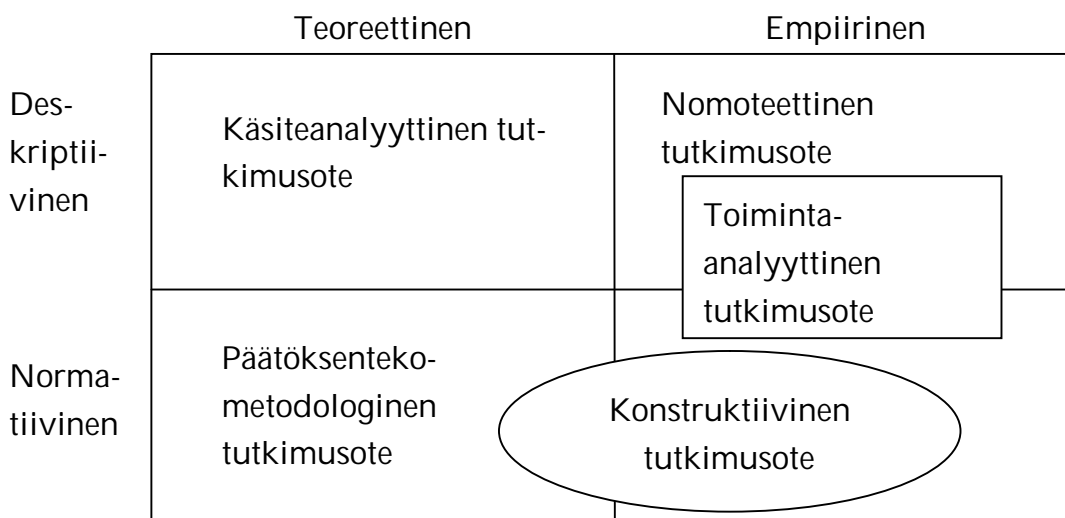 Teoreettinen
Empiirinen
Des-
kriptii-
vinen
Käsiteanalyyttinen tut-
kimusote
Nomoteettinen
tutkimusote
Toiminta-
analyyttinen
tutkimusote
Norma-
tiivinen
Päätöksenteko-
metodologinen
tutkimusote
Konstruktiivinen
tutkimusote